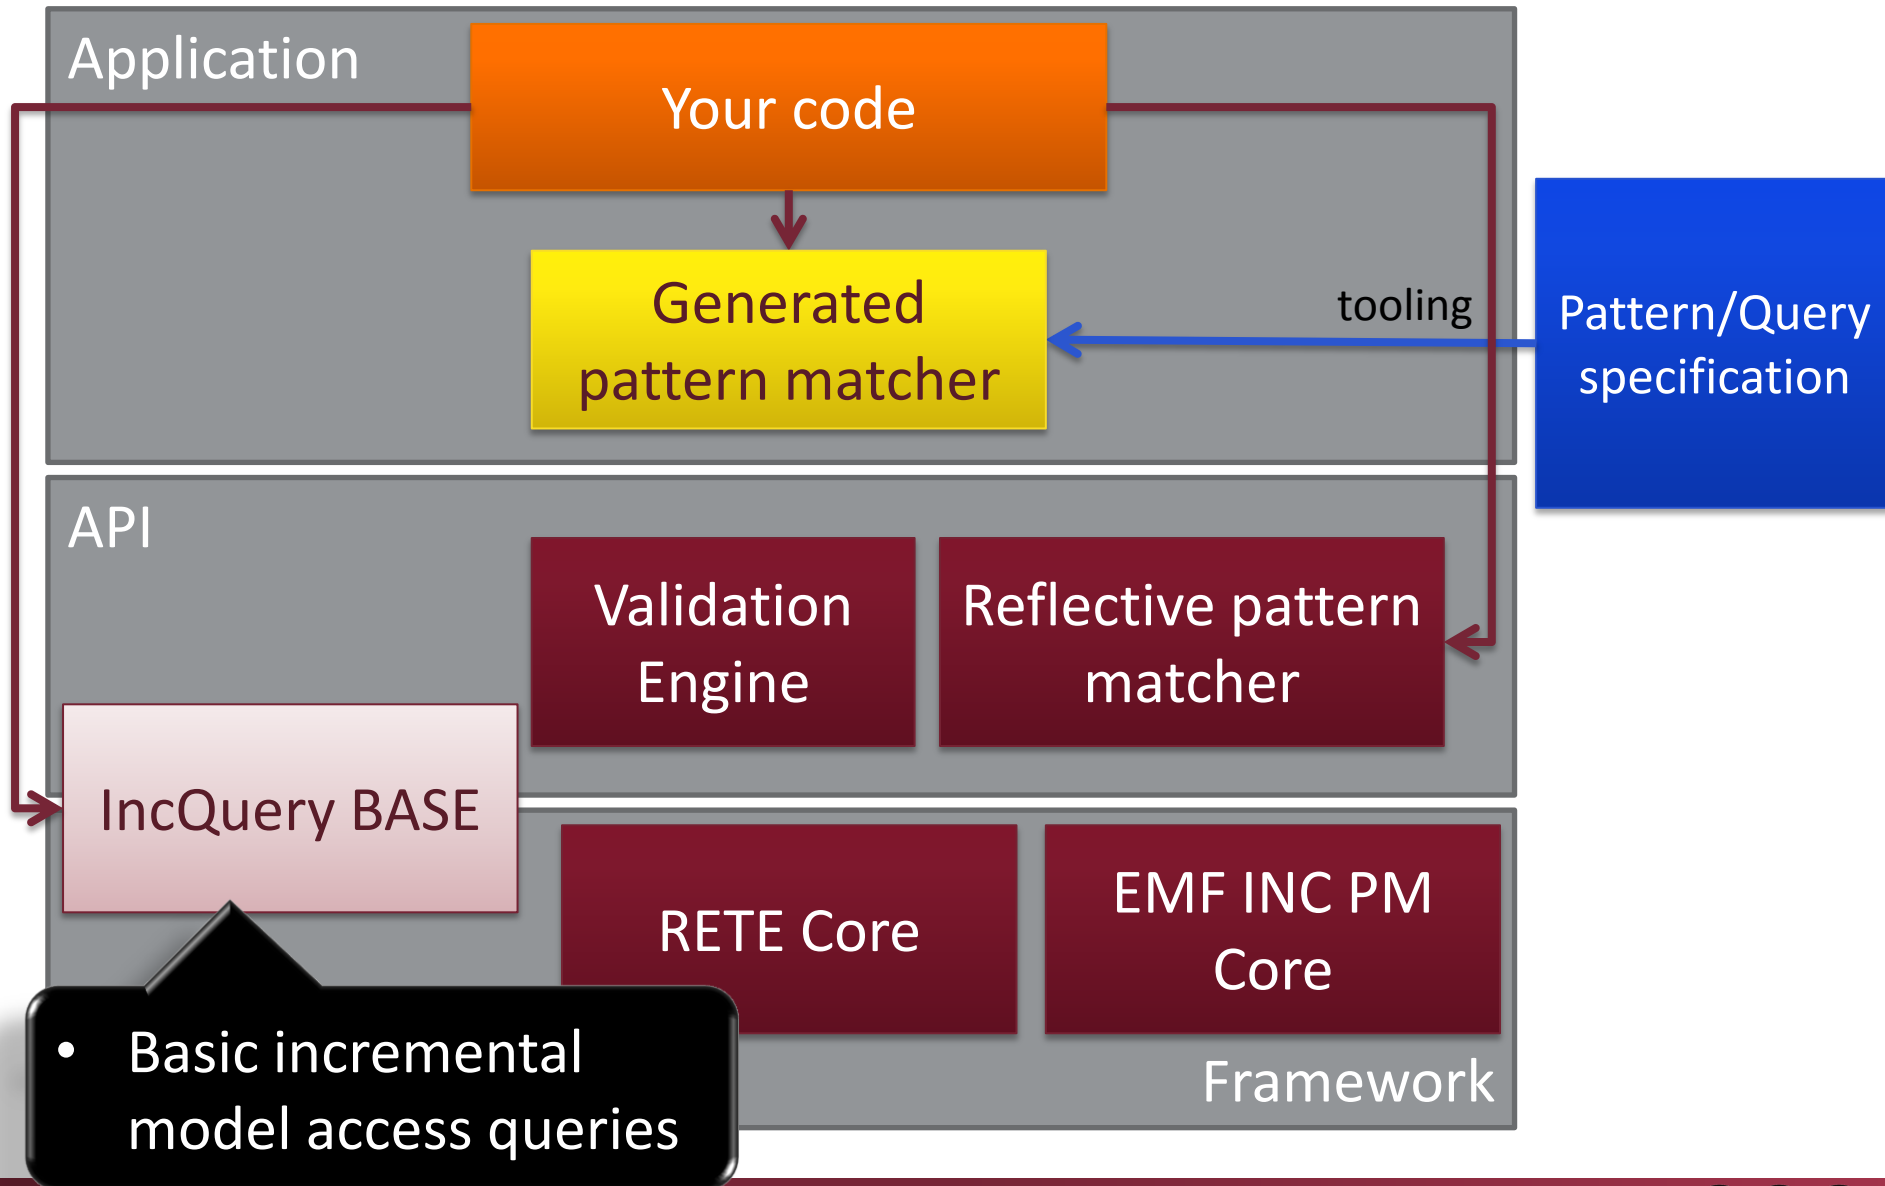 Application
Your code
Generated
pattern matcher
tooling
Pattern/Query
specification
API
Validation
Engine
Reflective pattern
matcher
IncQuery BASE
RETE Core
EMF INC PM
Core
Framework
• Basic incremental
model access queries